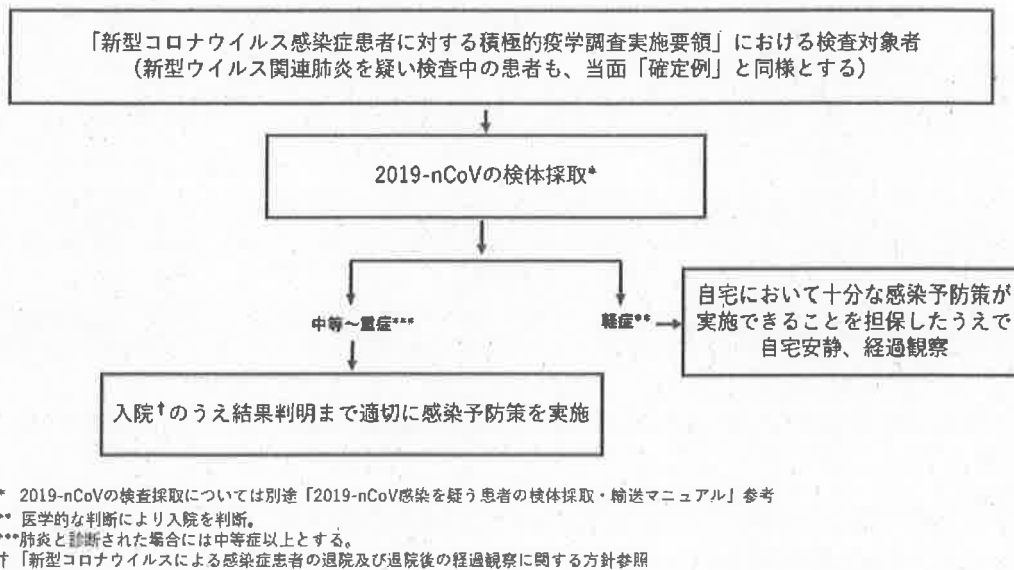 「新型コロナウイルス感染症患者に対する積極的疫学調査実施要領」における検査対象者
（新型ウイルス関連肺炎を疑い検査中の患者も、当面「確定例」と同様とする）
2019-nCoVの検体採取*
中等～重症***
軽症**
自宅において十分な感染予防策が
実施できることを担保したうえで
自宅安静、経過観察
入院†のうえ結果判明まで適切に感染予防策を実施
* 2019-nCoVの検査採取については別途「2019-nCoV感染を疑う患者の検体採取・輸送マニュアル」参考
** 医学的な判断により入院を判断。
***肺炎と診断された場合には中等症以上とする。
† 「新型コロナウイルスによる感染症患者の退院及び退院後の経過観察に関する方針参照